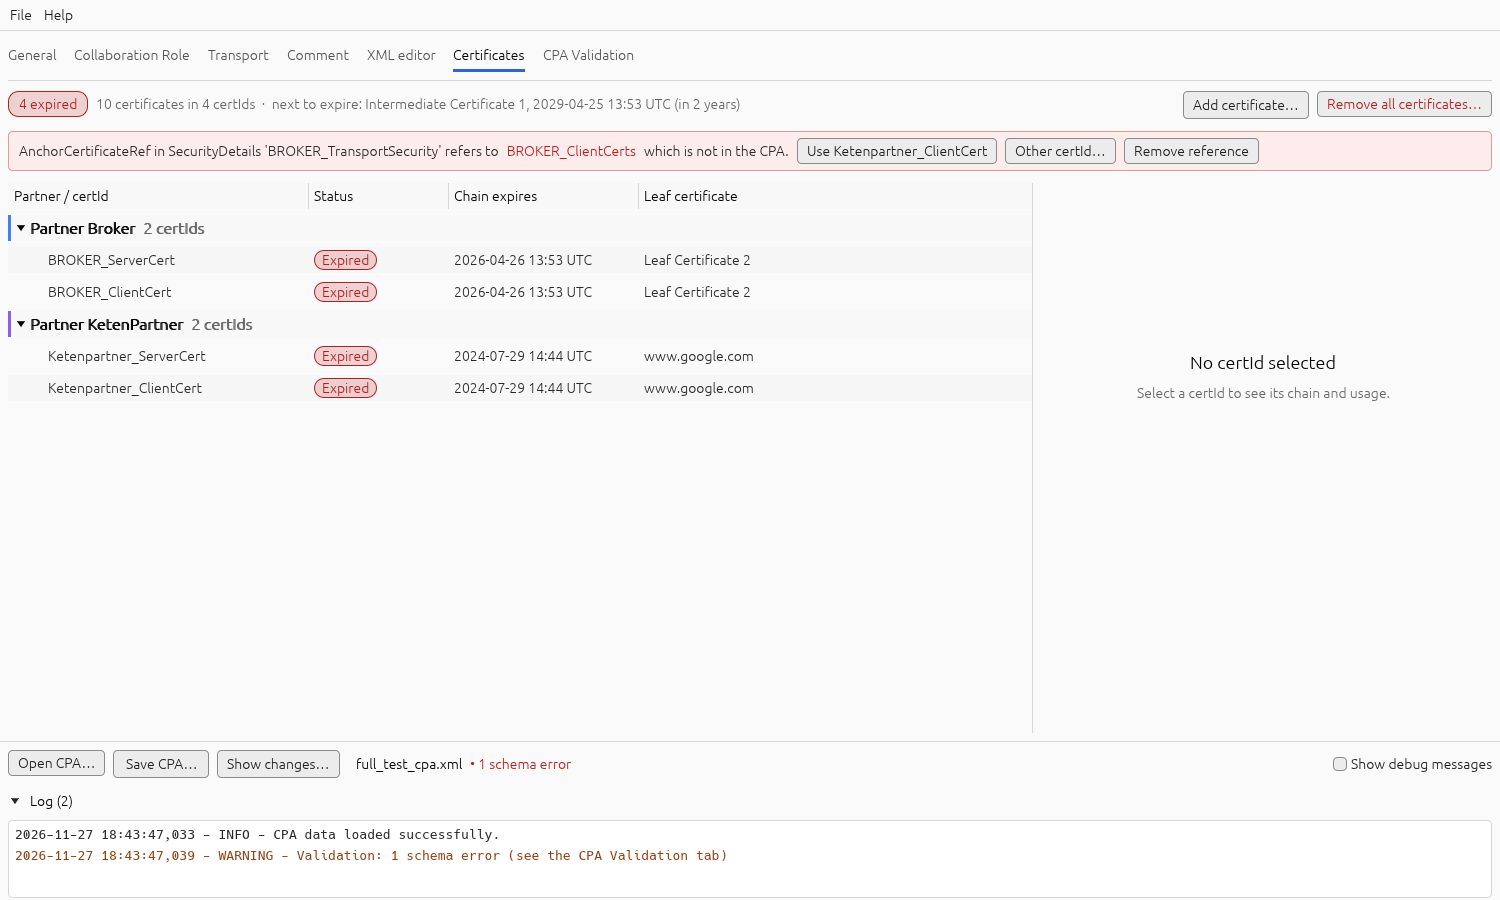 File Help
General Collaboration Role Transport Comment XML editor Certificates CPA Validation
4 expired 10 certificates in 4 certIds · next to expire: Intermediate Certificate 1, 2029-04-25 13:53 UTC (in 2 years) Add certificate... Remove all certificates...
AnchorCertificateRef in SecurityDetails 'BROKER_TransportSecurity' refers to BROKER_ClientCerts which is not in the CPA. Use Ketenpartner_ClientCert Other certId... Remove reference
Partner / certId Status Chain expires Leaf certificate
Partner Broker 2 certIds
BROKER_ServerCert Expired 2026-04-26 13:53 UTC Leaf Certificate 2
BROKER_ClientCert Expired 2026-04-26 13:53 UTC Leaf Certificate 2
Partner KetenPartner 2 certIds
Ketenpartner_ServerCert Expired 2024-07-29 14:44 UTC www.google.com
Ketenpartner_ClientCert Expired 2024-07-29 14:44 UTC www.google.com
No certId selected
Select a certId to see its chain and usage.
Open CPA... Save CPA... Show changes... full_test_cpa.xml • 1 schema error Show debug messages
Log (2)
2026-11-27 18:43:47,033 - INFO - CPA data loaded successfully.
2026-11-27 18:43:47,039 - WARNING - Validation: 1 schema error (see the CPA Validation tab)